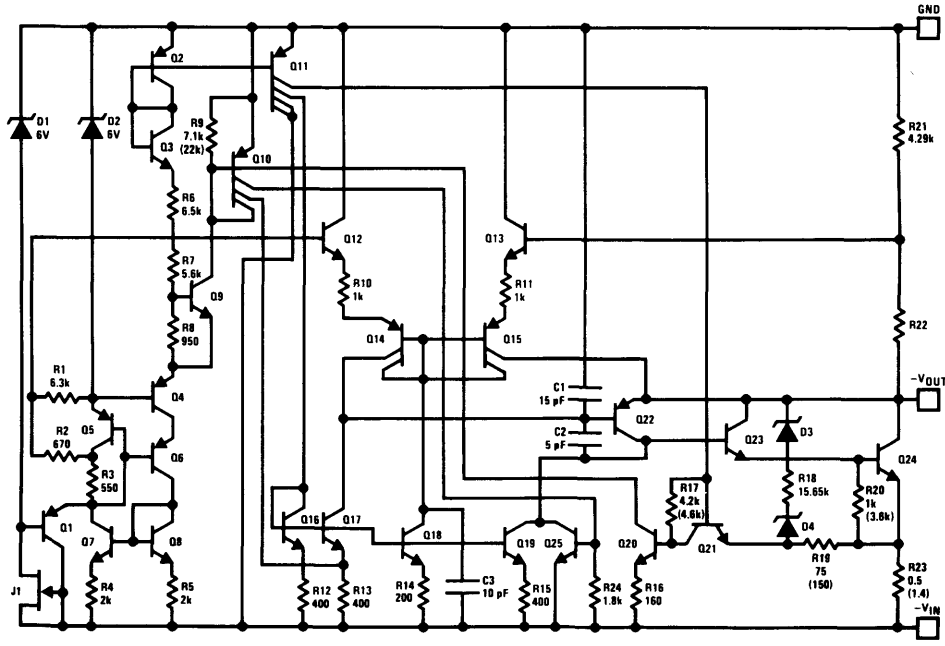 GND
Q2
Q11
D1
6V
D2
6V
R9
7.1k
(22k)
R21
4.29k
Q3
Q10
R6
6.5k
Q12
Q13
R7
5.6k
R10
1k
R11
1k
Q9
R8
950
R22
Q14
Q15
R1
6.3k
C1
15 pF
-VOUT
Q4
Q5
Q22
R2
670
C2
5 pF
Q23
D3
Q6
Q24
R3
550
R18
15.65k
R17
4.2k
(4.6k)
R20
1k
(3.6k)
Q1
Q16
Q17
D4
Q7
Q8
Q18
Q19
Q25
Q20
Q21
R19
75
(150)
J1
R4
2k
R5
2k
R12
400
R13
400
R14
200
C3
10 pF
R15
400
R24
1.8k
R16
160
R23
0.5
(1.4)
-VIN